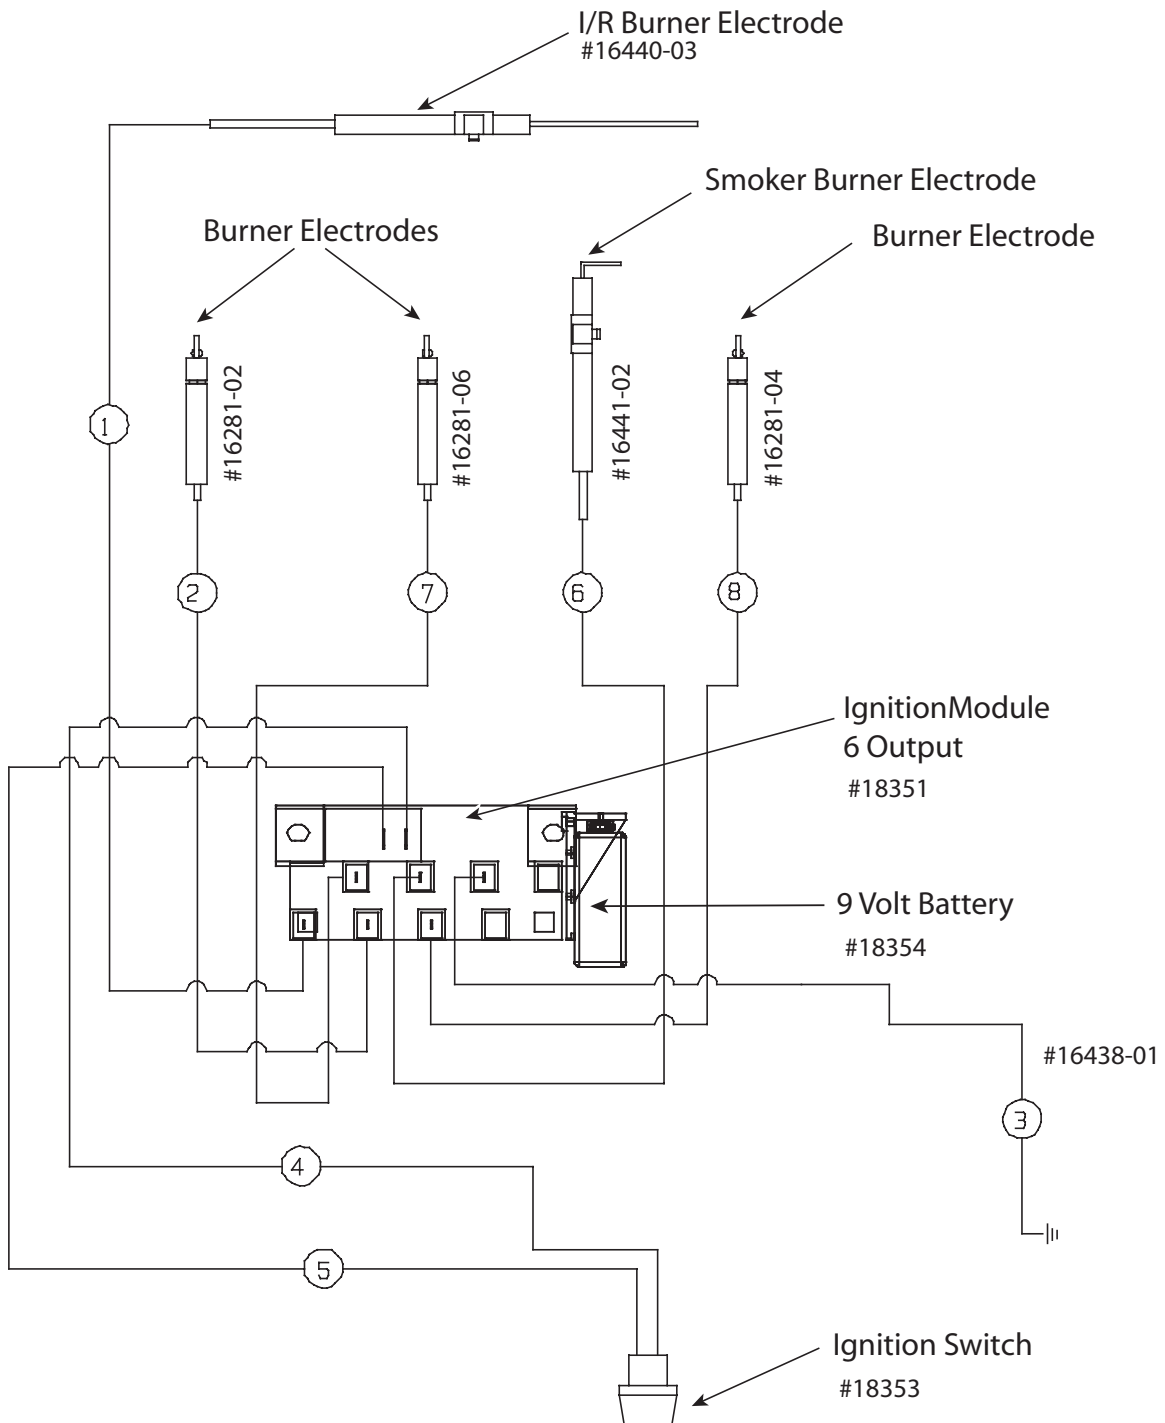 I/R Burner Electrode
#16440-03
Smoker Burner Electrode
Burner Electrodes
Burner Electrode
#16281-02
#16281-06
#16441-02
#16281-04
1
2
7
6
8
IgnitionModule
6 Output
#18351
9 Volt Battery
#18354
#16438-01
3
4
5
Ignition Switch
#18353